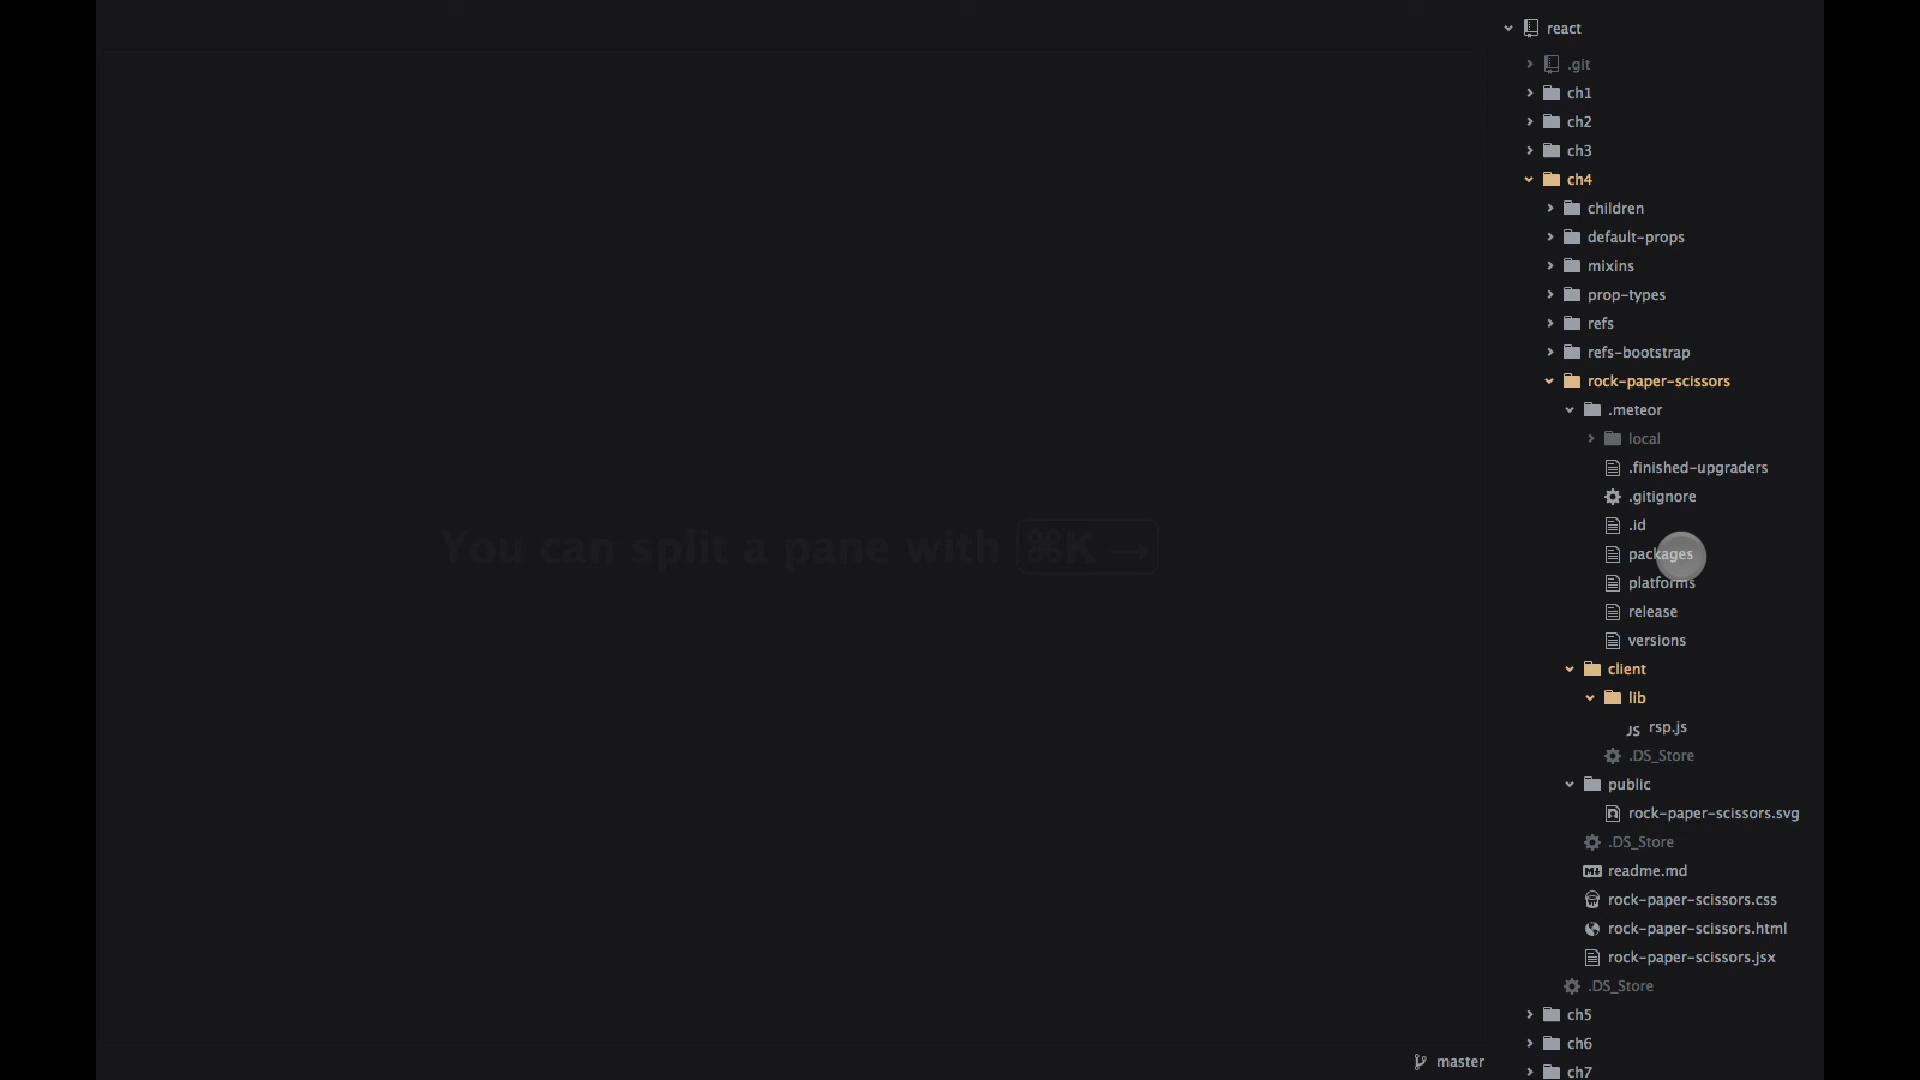 react
.git
ch1
ch2
ch3
ch4
children
default-props
mixins
prop-types
refs
refs-bootstrap
rock-paper-scissors
.meteor
local
.finished-upgraders
.gitignore
.id
You can split a pane with ⌘K →
packages
platforms
release
versions
client
lib
JS rsp.js
.DS_Store
public
rock-paper-scissors.svg
.DS_Store
readme.md
rock-paper-scissors.css
rock-paper-scissors.html
rock-paper-scissors.jsx
.DS_Store
ch5
ch6
master
ch7